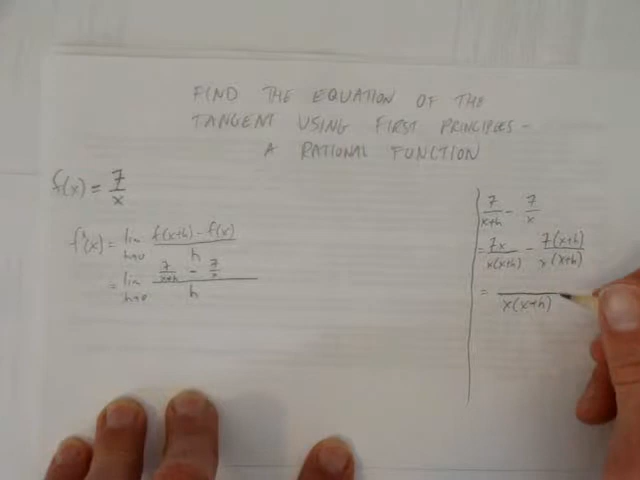 FIND THE EQUATION OF THE
TANGENT USING FIRST PRINCIPLES -
A RATIONAL FUNCTION
f(x) = 7/x
f'(x) = lim h→0 (f(x+h) - f(x))/h
= lim h→0 (7/(x+h) - 7/x)/h
7/(x+h) - 7/x
= 7x/(x(x+h)) - 7(x+h)/(x(x+h))
= /(x(x+h))